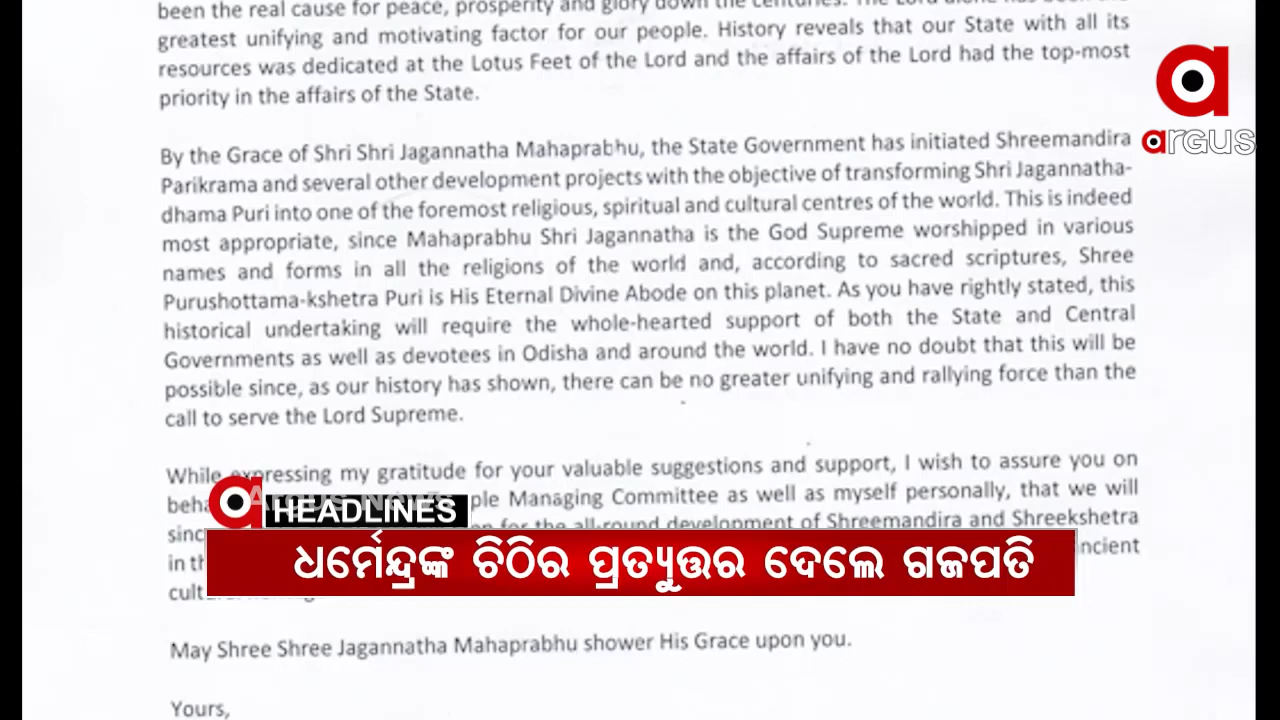 been the real cause for peace, prosperity and glory down the centuries. The Lord alone has been the
greatest unifying and motivating factor for our people. History reveals that our State with all its
resources was dedicated at the Lotus Feet of the Lord and the affairs of the Lord had the top-most
priority in the affairs of the State.
argus
By the Grace of Shri Shri Jagannatha Mahaprabhu, the State Government has initiated Shreemandira
Parikrama and several other development projects with the objective of transforming Shri Jagannatha-
dhama Puri into one of the foremost religious, spiritual and cultural centres of the world. This is indeed
most appropriate, since Mahaprabhu Shri Jagannatha is the God Supreme worshipped in various
names and forms in all the religions of the world and, according to sacred scriptures, Shree
Purushottama-kshetra Puri is His Eternal Divine Abode on this planet. As you have rightly stated, this
historical undertaking will require the whole-hearted support of both the State and Central
Governments as well as devotees in Odisha and around the world. I have no doubt that this will be
possible since, as our history has shown, there can be no greater unifying and rallying force than the
call to serve the Lord Supreme.
While expressing my gratitude for your valuable suggestions and support, I wish to assure you on
Managing Committee as well as myself personally, that we will
for the all-round development of Shreemandira and Shreekshetra
in
HEADLINES
ଧର୍ମେନ୍ଦ୍ରଙ୍କ ଚିଠିର ପ୍ରତ୍ୟୁତ୍ତର ଦେଲେ ଗଜପତି
May Shree Shree Jagannatha Mahaprabhu shower His Grace upon you.
Yours,